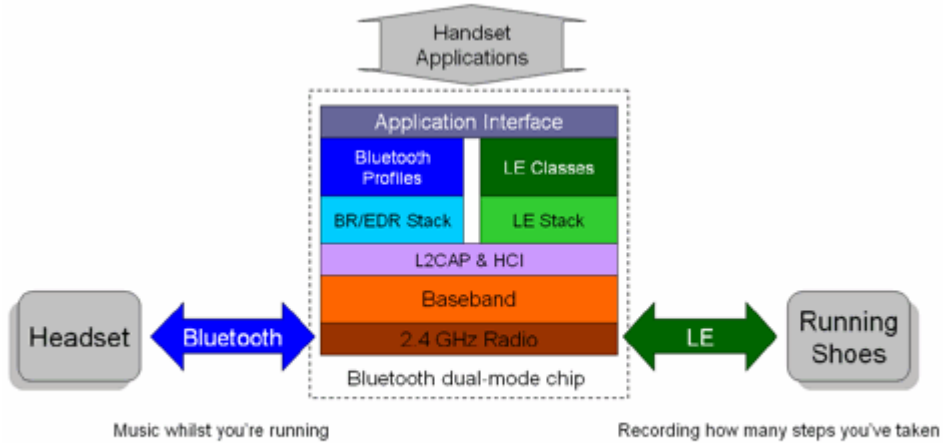 Handset
Applications
Application Interface
Bluetooth
Profiles
LE Classes
BR/EDR Stack
LE Stack
L2CAP & HCI
Baseband
2.4 GHz Radio
Headset
Bluetooth
LE
Running
Shoes
Bluetooth dual-mode chip
Music whilst you're running
Recording how many steps you've taken